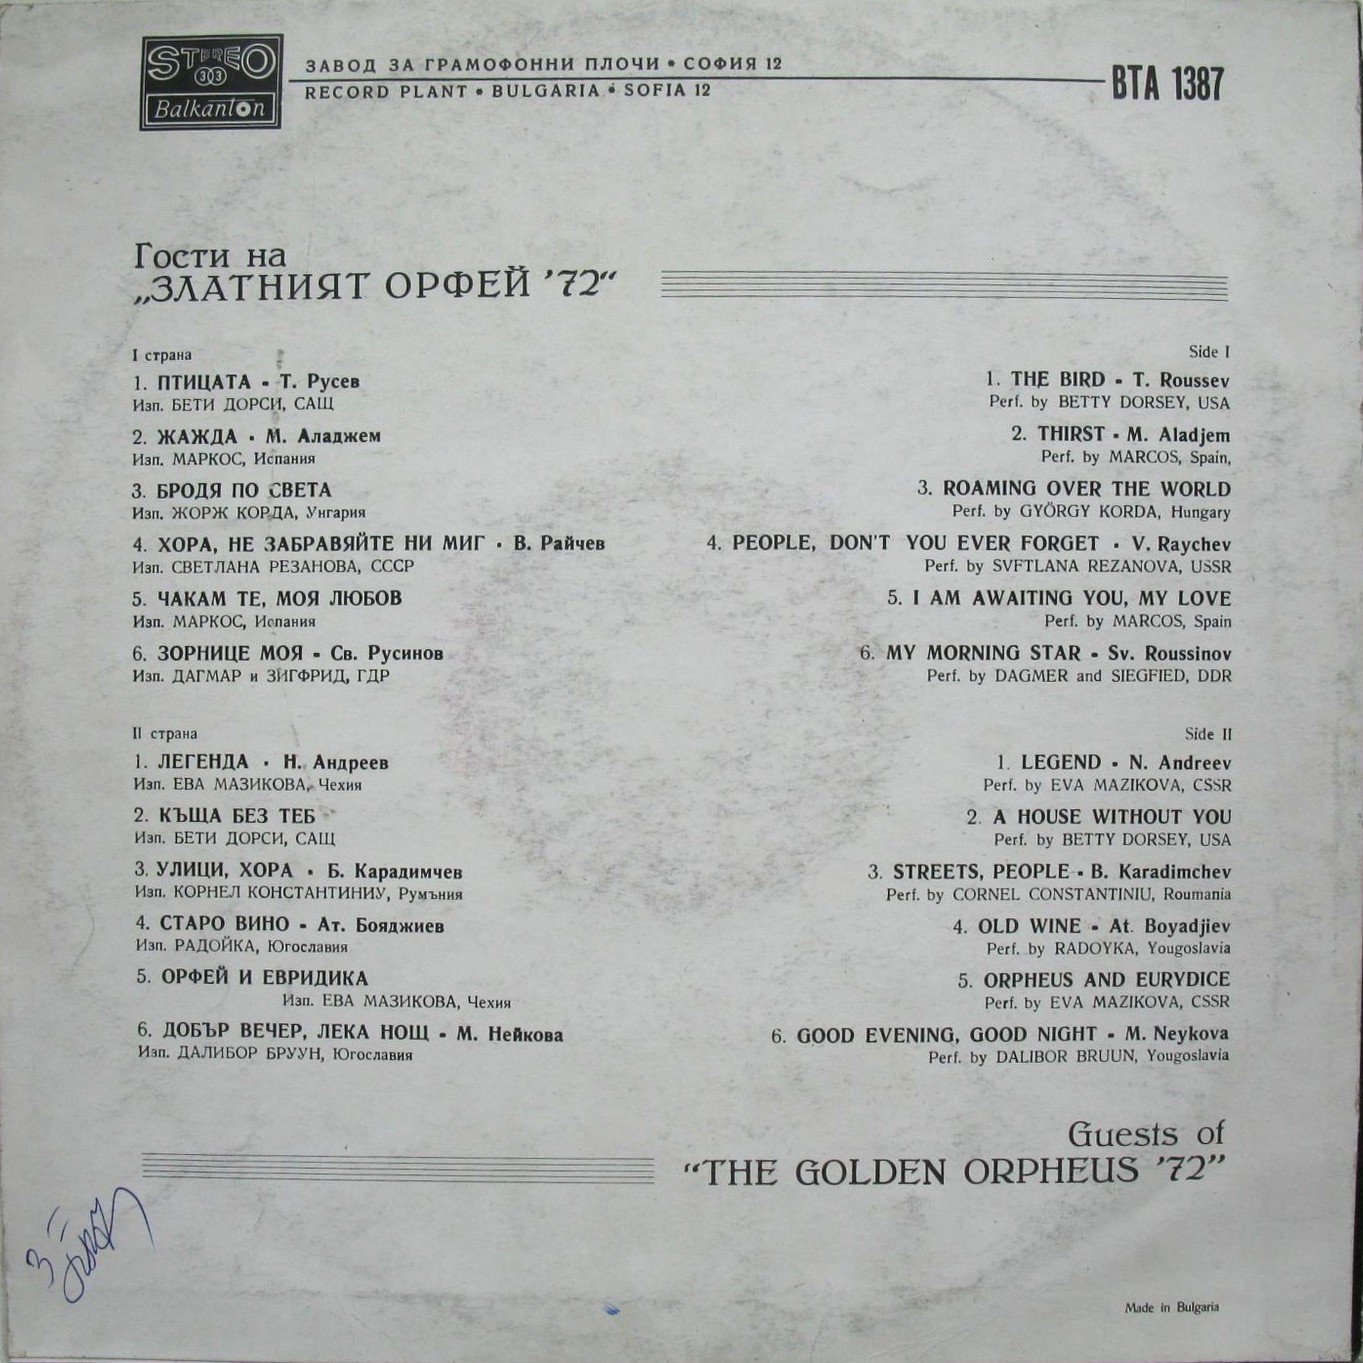 STEREO
33
Balkanton
ЗАВОД ЗА ГРАМОФОННИ ПЛОЧИ • СОФИЯ 12
RECORD PLANT • BULGARIA • SOFIA 12
ВТА 1387
Гости на
„ЗЛАТНИЯТ ОРФЕЙ '72“
I страна
1. ПТИЦАТА - Т. Русев
Изп. БЕТИ ДОРСИ, САЩ
2. ЖАЖДА · М. Аладжем
Изп. МАРКОС, Испания
3. БРОДЯ ПО СВЕТА
Изп. ЖОРЖ КОРДА, Унгария
4. ХОРА, НЕ ЗАБРАВЯЙТЕ НИ МИГ · В. Райчев
Изп. СВЕТЛАНА РЕЗАНОВА, СССР
5. ЧАКАМ ТЕ, МОЯ ЛЮБОВ
Изп. МАРКОС, Испания
6. ЗОРНИЦЕ МОЯ - Св. Русинов
Изп. ДАГМАР и ЗИГФРИД, ГДР
II страна
1. ЛЕГЕНДА · Н. Андреев
Изп. ЕВА МАЗИКОВА, Чехия
2. КЪЩА БЕЗ ТЕБ
Изп. БЕТИ ДОРСИ, САЩ
3. УЛИЦИ, ХОРА · Б. Карадимчев
Изп. КОРНЕЛ КОНСТАНТИНИУ, Румъния
4. СТАРО ВИНО - Ат. Бояджиев
Изп. РАДОЙКА, Югославия
5. ОРФЕЙ И ЕВРИДИКА
Изп. ЕВА МАЗИКОВА, Чехия
6. ДОБЪР ВЕЧЕР, ЛЕКА НОЩ - М. Нейкова
Изп. ДАЛИБОР БРУУН, Югославия
Side I
1. THE BIRD - T. Roussev
Perf. by BETTY DORSEY, USA
2. THIRST · M. Aladjem
Perf. by MARCOS, Spain,
3. ROAMING OVER THE WORLD
Perf. by GYÖRGY KORDA, Hungary
4. PEOPLE, DON'T YOU EVER FORGET · V. Raychev
Perf. by SVFTLANA REZANOVA, USSR
5. I AM AWAITING YOU, MY LOVE
Perf. by MARCOS, Spain
6. MY MORNING STAR - Sv. Roussinov
Perf. by DAGMER and SIEGFIED, DDR
Side II
1. LEGEND · N. Andreev
Perf. by EVA MAZIKOVA, CSSR
2. A HOUSE WITHOUT YOU
Perf. by BETTY DORSEY, USA
3. STREETS, PEOPLE - B. Karadimchev
Perf. by CORNEL CONSTANTINIU, Roumania
4. OLD WINE - At. Boyadjiev
Perf. by RADOYKA, Yougoslavia
5. ORPHEUS AND EURYDICE
Perf. by EVA MAZIKOVA, CSSR
6. GOOD EVENING, GOOD NIGHT - M. Neykova
Perf. by DALIBOR BRUUN, Yougoslavia
Guests of
“THE GOLDEN ORPHEUS '72”
Made in Bulgaria